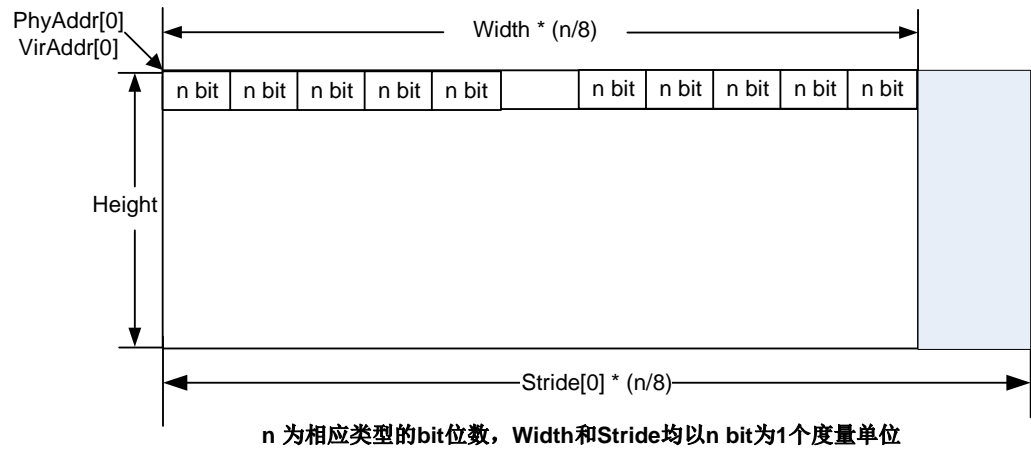 PhyAddr[0]
VirAddr[0]
Width * (n/8)
n bit n bit n bit n bit n bit n bit n bit n bit n bit n bit
Height
Stride[0] * (n/8)
n 为相应类型的bit位数，Width和Stride均以n bit为1个度量单位